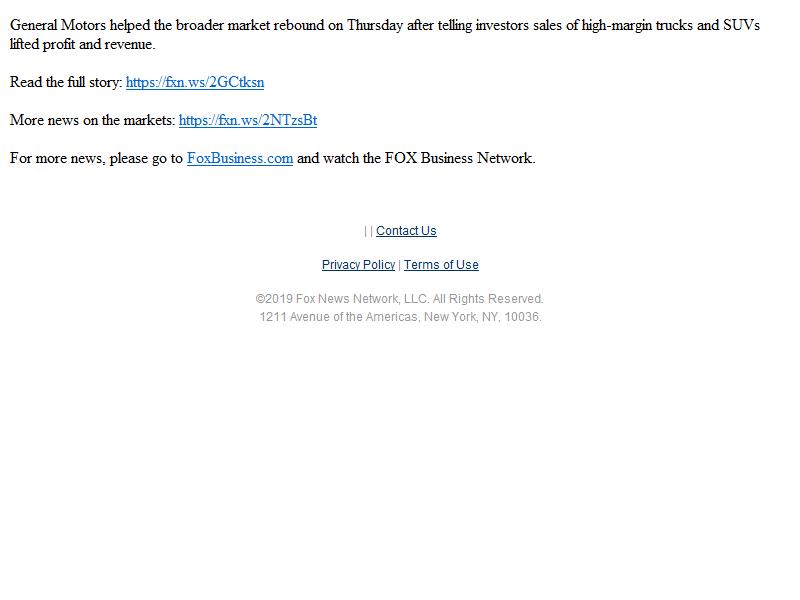 General Motors helped the broader market rebound on Thursday after telling investors sales of high-margin trucks and SUVs
lifted profit and revenue.
Read the full story: https://fxn.ws/2GCtksn
More news on the markets: https://fxn.ws/2NTzsBt
For more news, please go to FoxBusiness.com and watch the FOX Business Network.
| | Contact Us
Privacy Policy | Terms of Use
©2019 Fox News Network, LLC. All Rights Reserved.
1211 Avenue of the Americas, New York, NY, 10036.